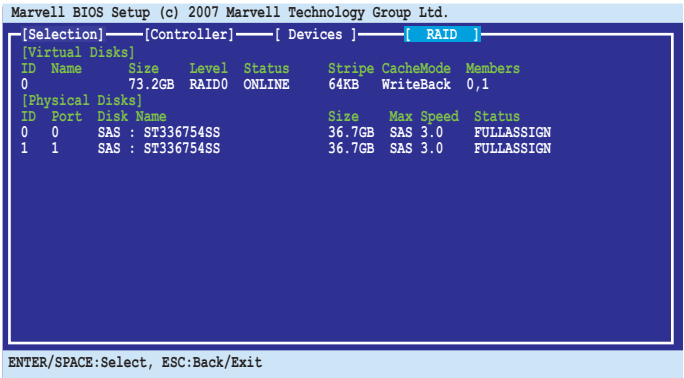 Marvell BIOS Setup (c) 2007 Marvell Technology Group Ltd.
[Selection] [Controller] [ Devices ] [ RAID ]
[Virtual Disks]
ID Name Size Level Status Stripe CacheMode Members
0 73.2GB RAID0 ONLINE 64KB WriteBack 0,1
[Physical Disks]
ID Port Disk Name Size Max Speed Status
0 0 SAS : ST336754SS 36.7GB SAS 3.0 FULLASSIGN
1 1 SAS : ST336754SS 36.7GB SAS 3.0 FULLASSIGN
ENTER/SPACE:Select, ESC:Back/Exit